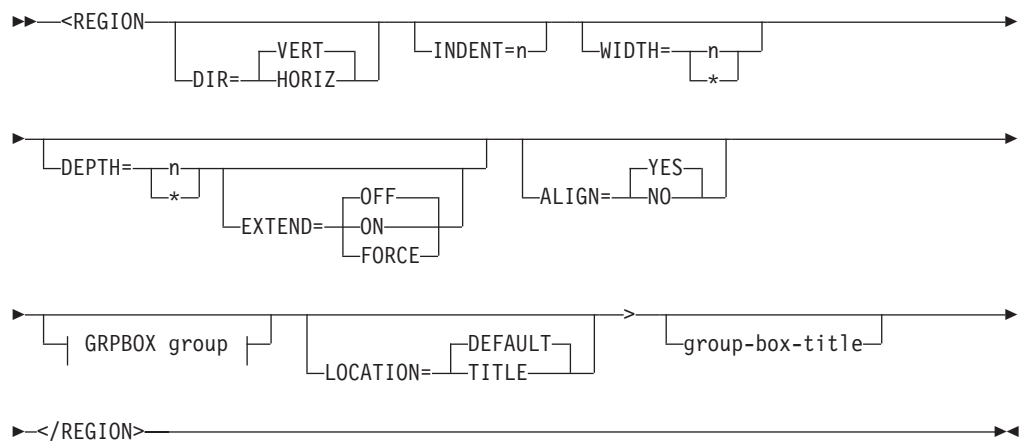 <REGION
VERT
DIR= HORIZ
INDENT=n
WIDTH= n
*
DEPTH= n
*
OFF
EXTEND= ON
FORCE
YES
ALIGN= NO
GRPBOX group
DEFAULT
LOCATION= TITLE
>
group-box-title
</REGION>